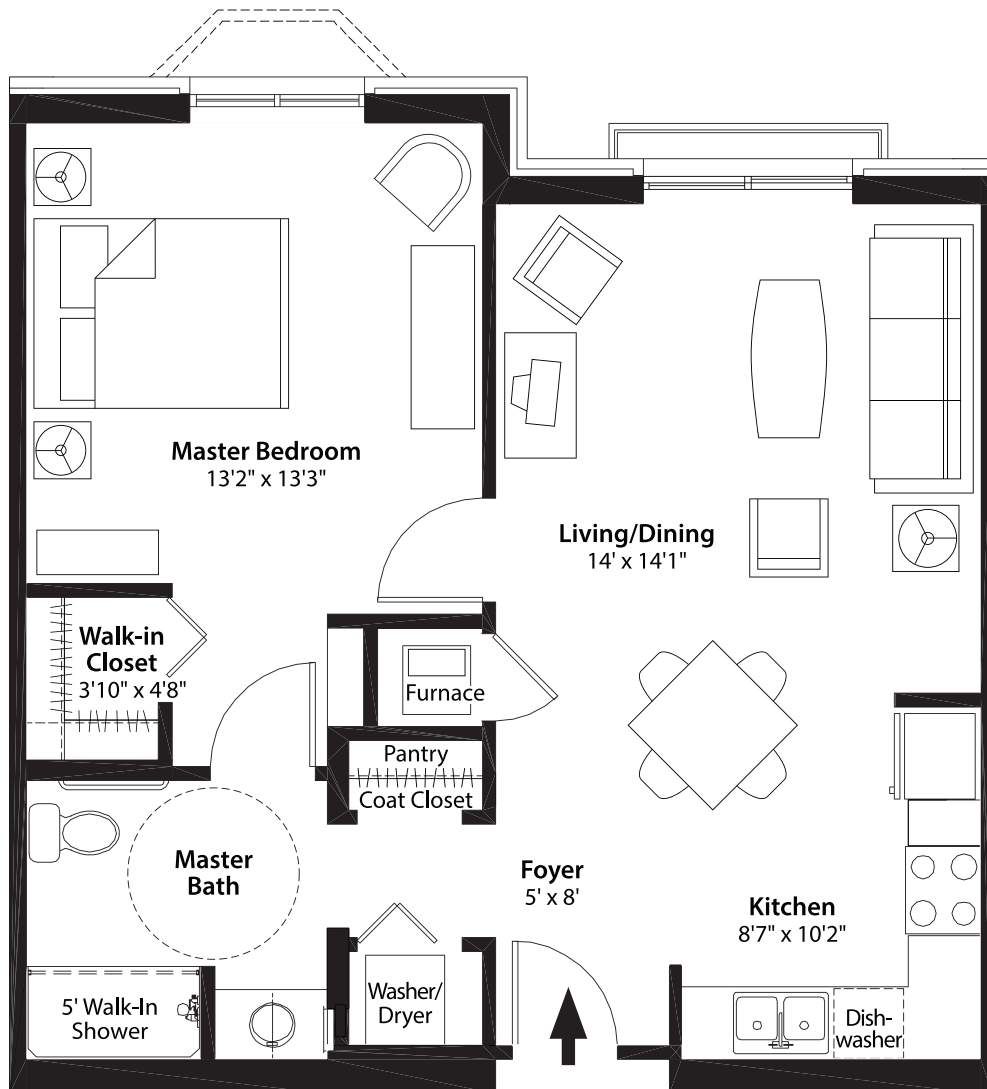 Master Bedroom
13'2" x 13'3"
Living/Dining
14' x 14'1"
Walk-in
Closet
3'10" x 4'8"
Furnace
Pantry
Coat Closet
Master
Bath
Foyer
5' x 8'
Kitchen
8'7" x 10'2"
5' Walk-In
Shower
Washer/
Dryer
Dish-
washer